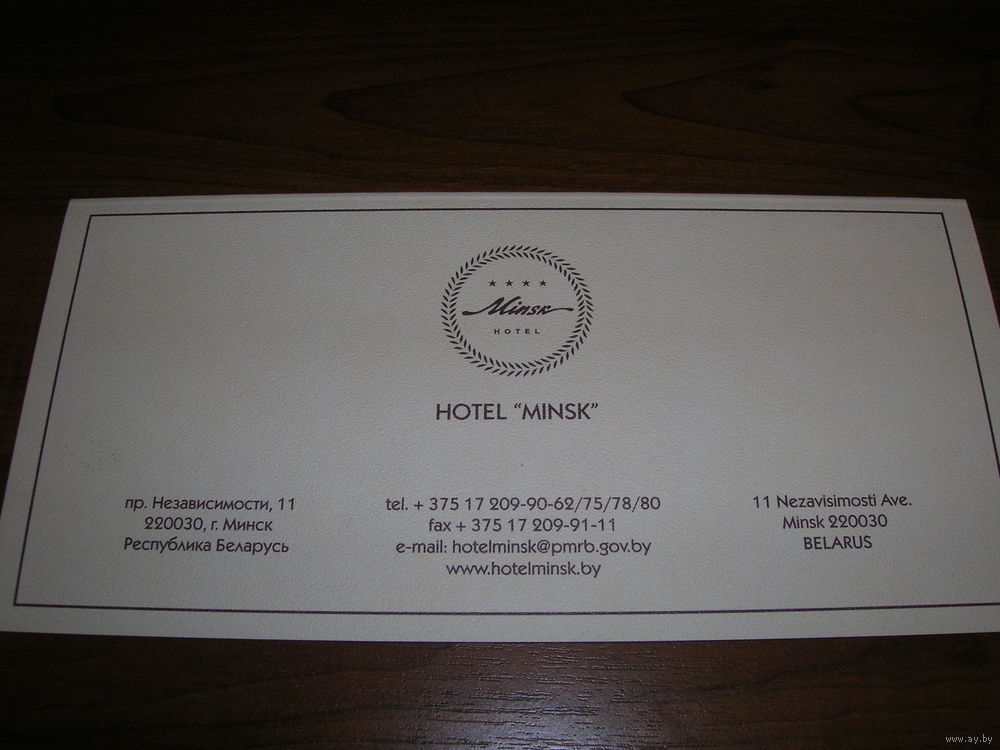 ★ ★ ★ ★
Minsk
HOTEL
HOTEL “MINSK”
пр. Независимости, 11
220030, г. Минск
Республика Беларусь
tel. + 375 17 209-90-62/75/78/80
fax + 375 17 209-91-11
e-mail: hotelminsk@pmrb.gov.by
www.hotelminsk.by
11 Nezavisimosti Ave.
Minsk 220030
BELARUS
www.ay.by